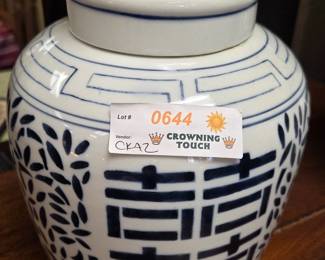 Lot # 0644
Vendor: CKAZ CROWNING
TOUCH